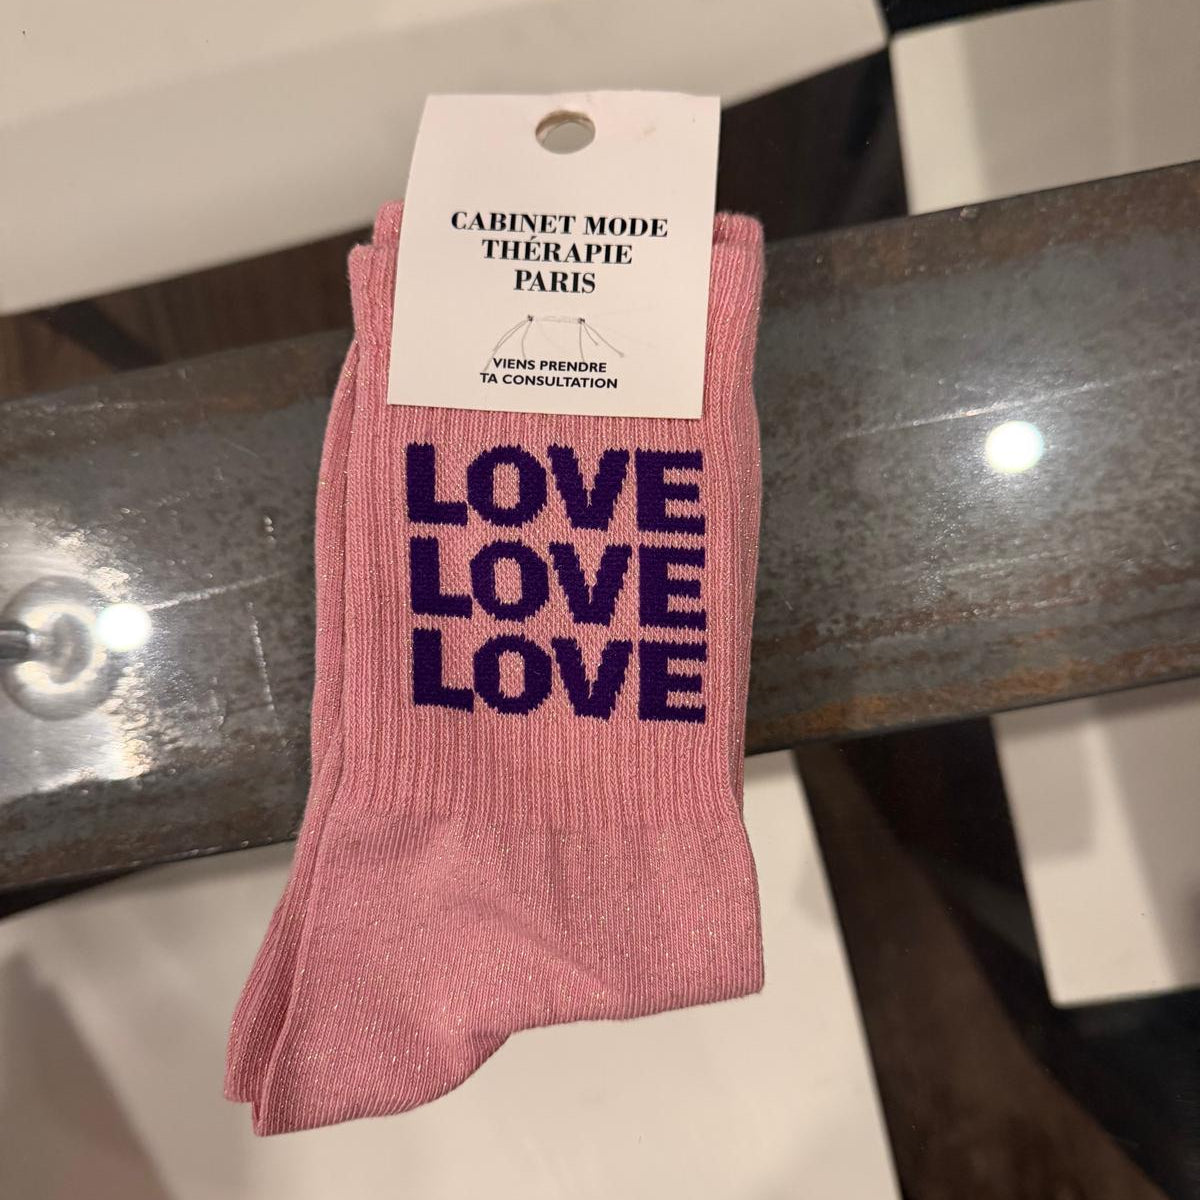 CABINET MODE
THÉRAPIE
PARIS
VIENS PRENDRE
TA CONSULTATION
LOVE
LOVE
LOVE